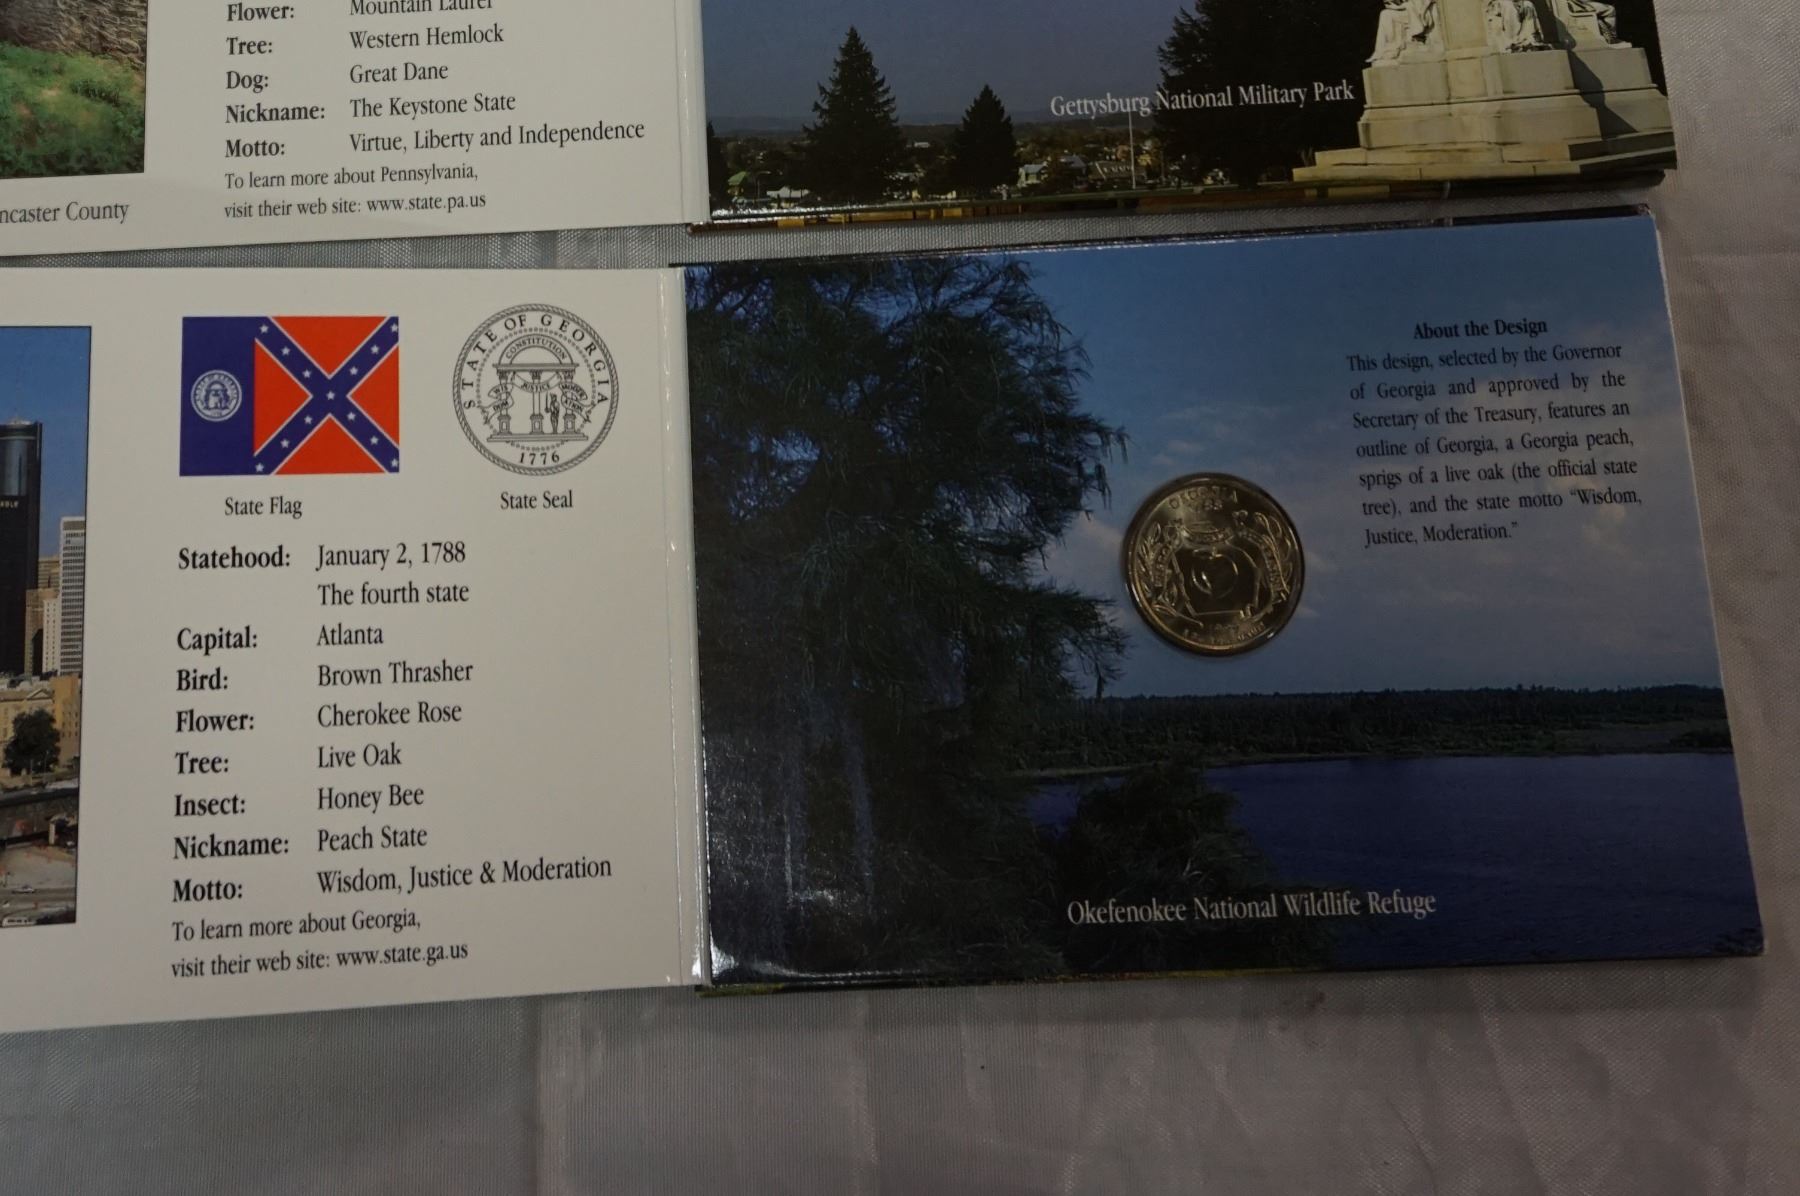 Flower: Mountain Laurel
Tree: Western Hemlock
Dog: Great Dane
Nickname: The Keystone State
Motto: Virtue, Liberty and Independence
To learn more about Pennsylvania,
visit their web site: www.state.pa.us
ncaster County
Gettysburg National Military Park
STATE OF GEORGIA
CONSTITUTION
WISDOM
JUSTICE
MODERATION
1776
State Flag
State Seal
Statehood: January 2, 1788
The fourth state
Capital: Atlanta
Bird: Brown Thrasher
Flower: Cherokee Rose
Tree: Live Oak
Insect: Honey Bee
Nickname: Peach State
Motto: Wisdom, Justice & Moderation
To learn more about Georgia,
visit their web site: www.state.ga.us
About the Design
This design, selected by the Governor
of Georgia and approved by the
Secretary of the Treasury, features an
outline of Georgia, a Georgia peach,
sprigs of a live oak (the official state
tree), and the state motto “Wisdom,
Justice, Moderation.”
GEORGIA
1788
Okefenokee National Wildlife Refuge